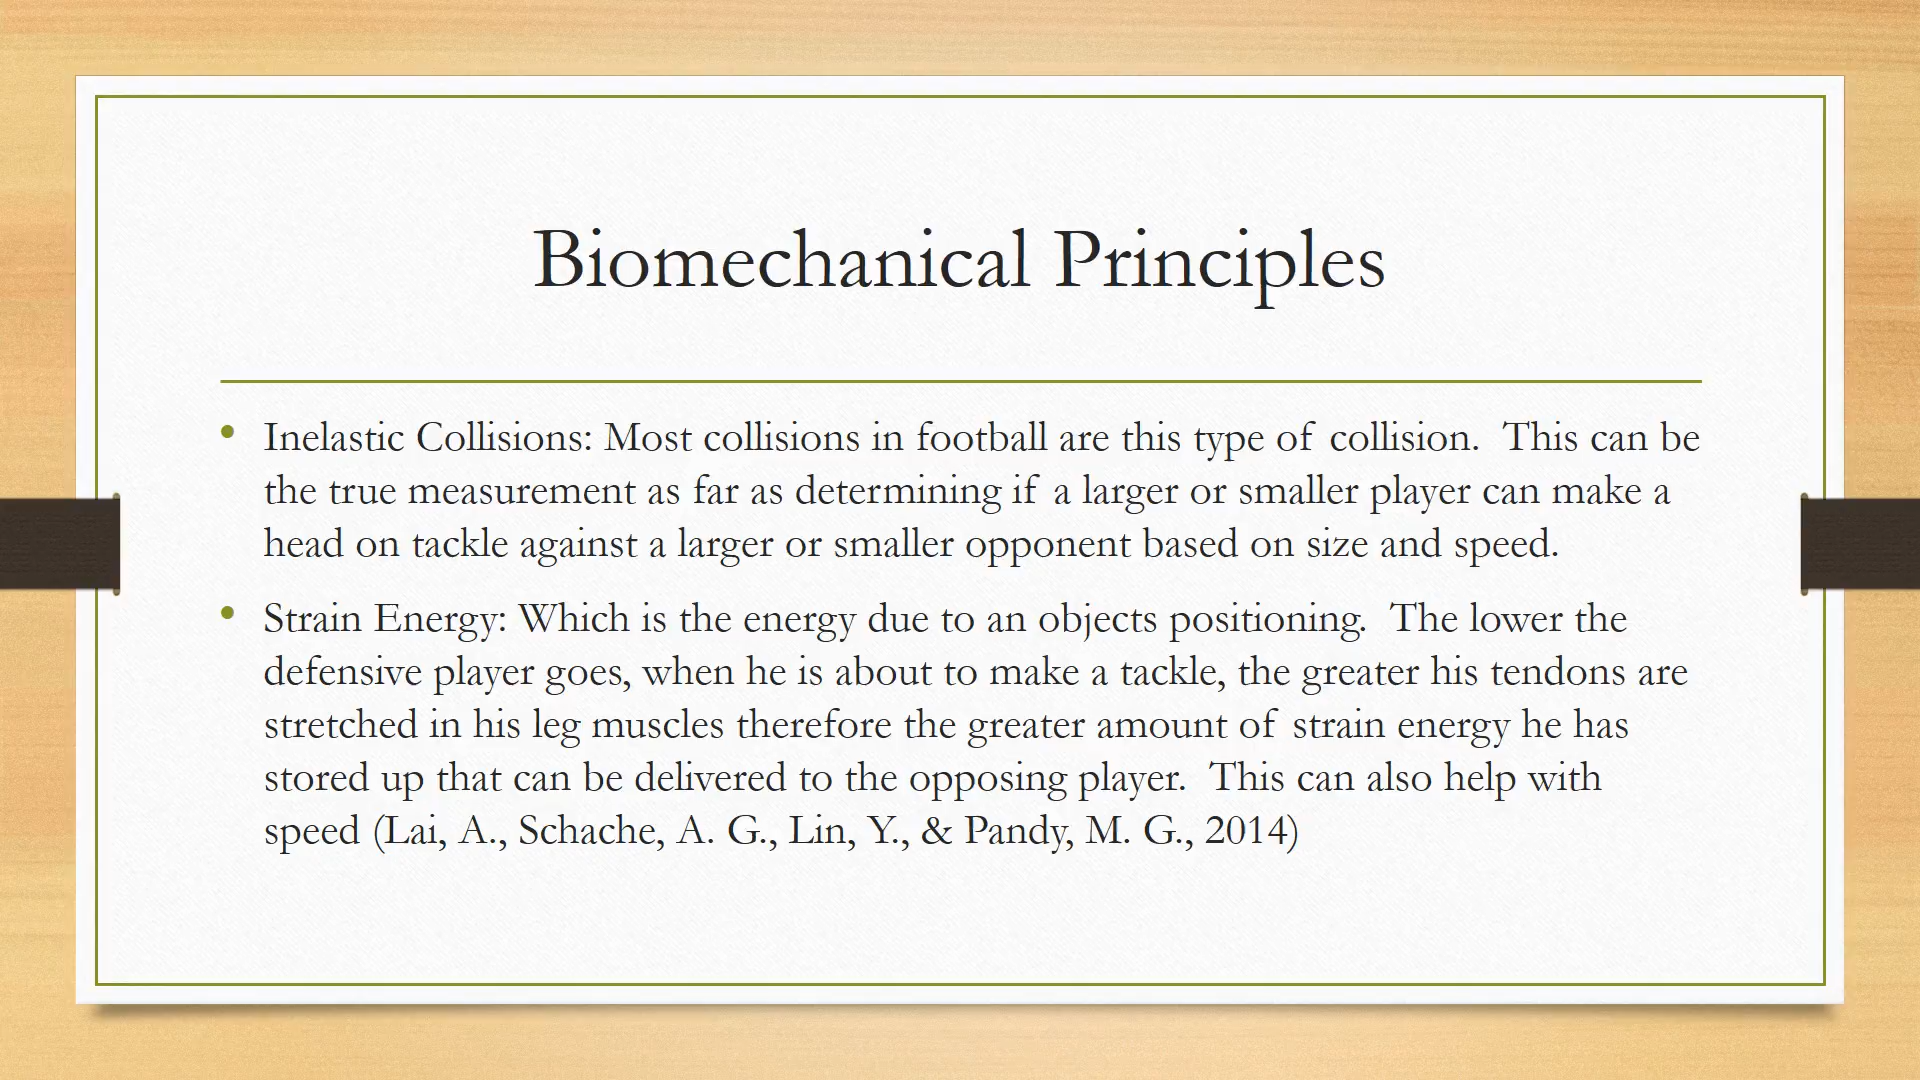 Biomechanical Principles
• Inelastic Collisions: Most collisions in football are this type of collision.  This can be
the true measurement as far as determining if a larger or smaller player can make a
head on tackle against a larger or smaller opponent based on size and speed.
• Strain Energy: Which is the energy due to an objects positioning.  The lower the
defensive player goes, when he is about to make a tackle, the greater his tendons are
stretched in his leg muscles therefore the greater amount of strain energy he has
stored up that can be delivered to the opposing player.  This can also help with
speed (Lai, A., Schache, A. G., Lin, Y., & Pandy, M. G., 2014)